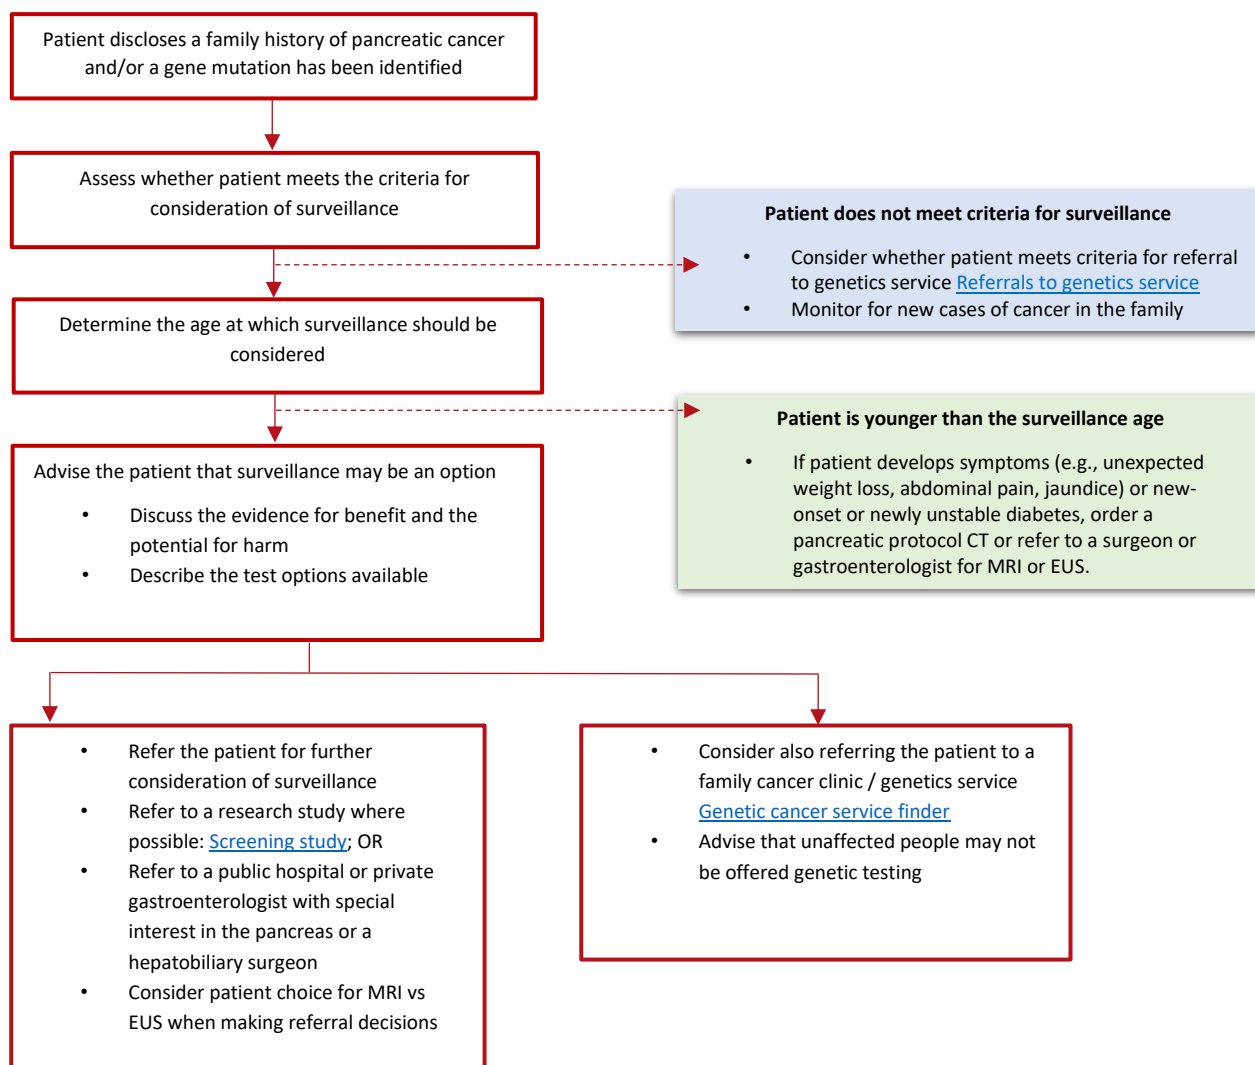 Patient discloses a family history of pancreatic cancer
and/or a gene mutation has been identified
Assess whether patient meets the criteria for
consideration of surveillance
Patient does not meet criteria for surveillance
• Consider whether patient meets criteria for referral
to genetics service Referrals to genetics service
• Monitor for new cases of cancer in the family
Determine the age at which surveillance should be
considered
Patient is younger than the surveillance age
• If patient develops symptoms (e.g., unexpected
weight loss, abdominal pain, jaundice) or new-
onset or newly unstable diabetes, order a
pancreatic protocol CT or refer to a surgeon or
gastroenterologist for MRI or EUS.
Advise the patient that surveillance may be an option
• Discuss the evidence for benefit and the
potential for harm
• Describe the test options available
• Refer the patient for further
consideration of surveillance
• Refer to a research study where
possible: Screening study; OR
• Refer to a public hospital or private
gastroenterologist with special
interest in the pancreas or a
hepatobiliary surgeon
• Consider patient choice for MRI vs
EUS when making referral decisions
• Consider also referring the patient to a
family cancer clinic / genetics service
Genetic cancer service finder
• Advise that unaffected people may not
be offered genetic testing